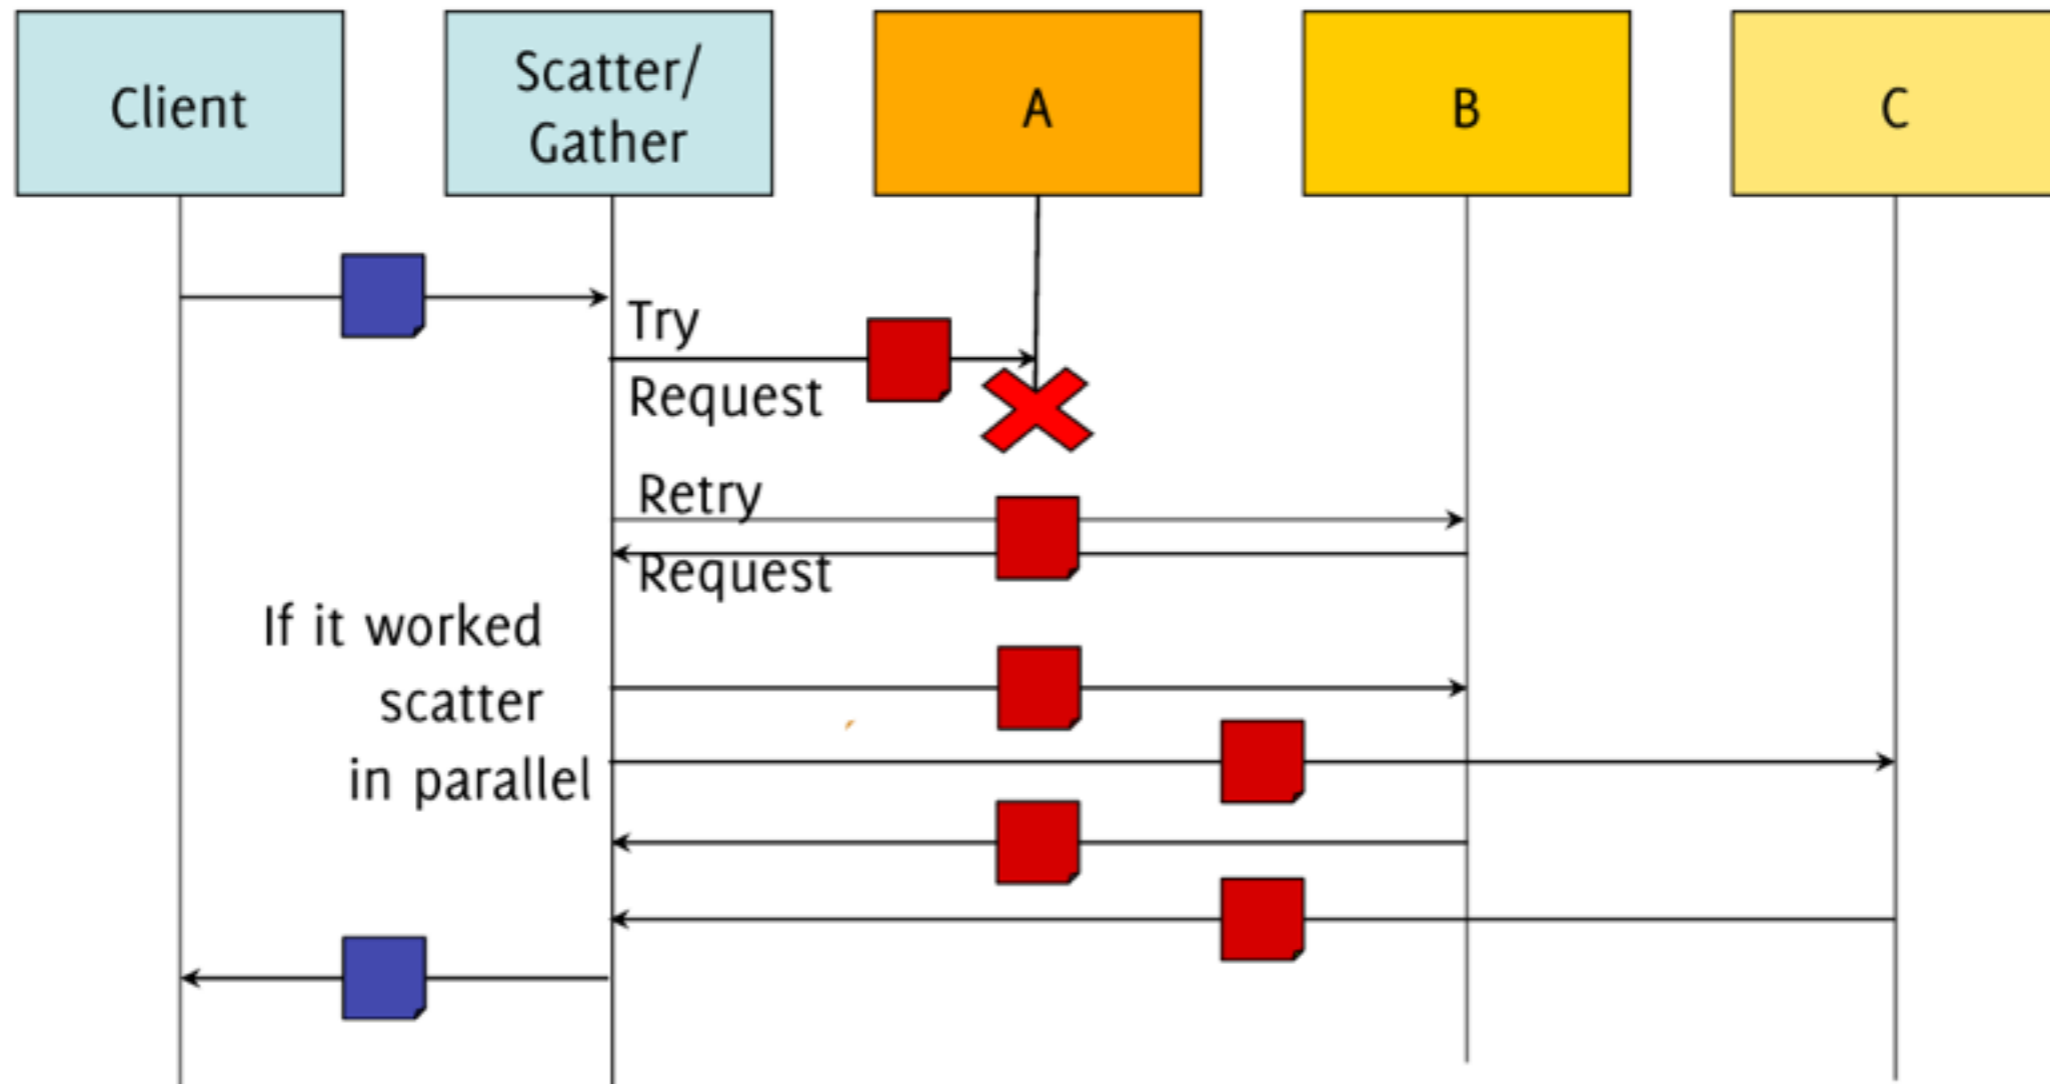 Client
Scatter/
Gather
A
B
C
Try
Request
Retry
Request
If it worked
scatter
in parallel